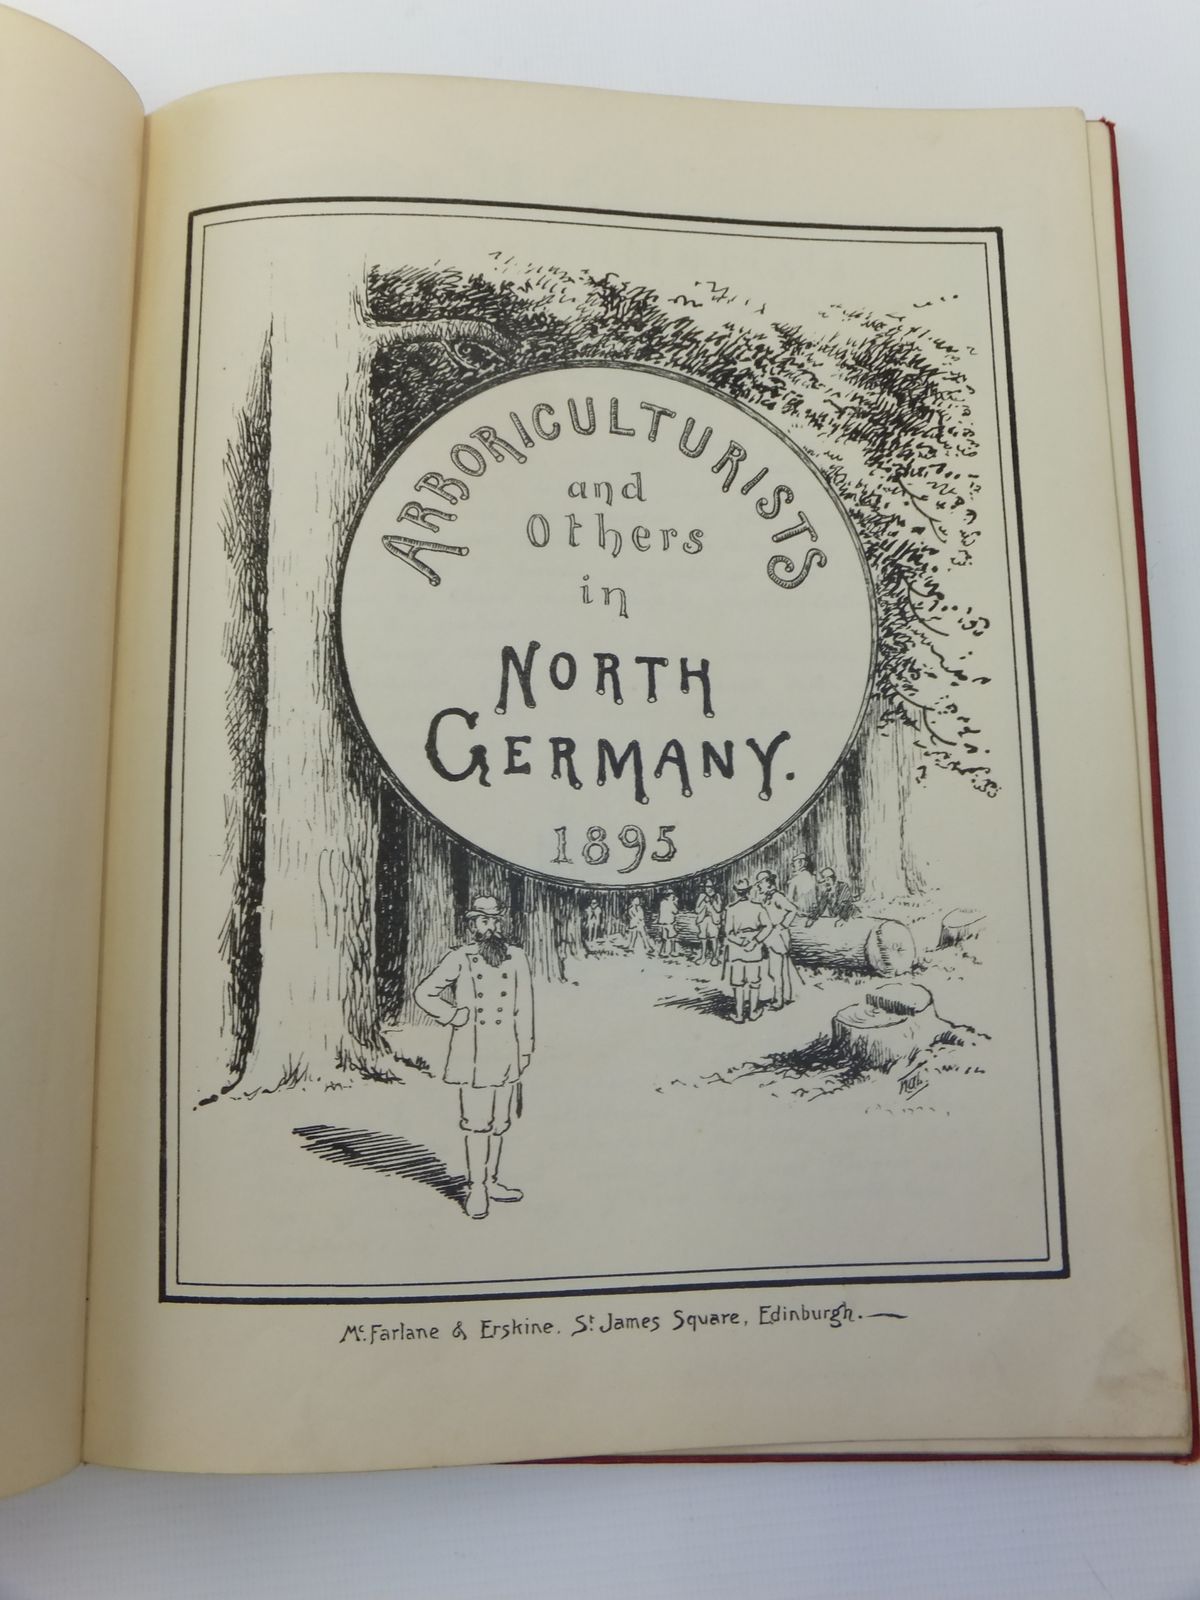 ARBORICULTURISTS
and
Others
in
NORTH
GERMANY.
1895
Mc. Farlane & Erskine. St. James Square, Edinburgh.—